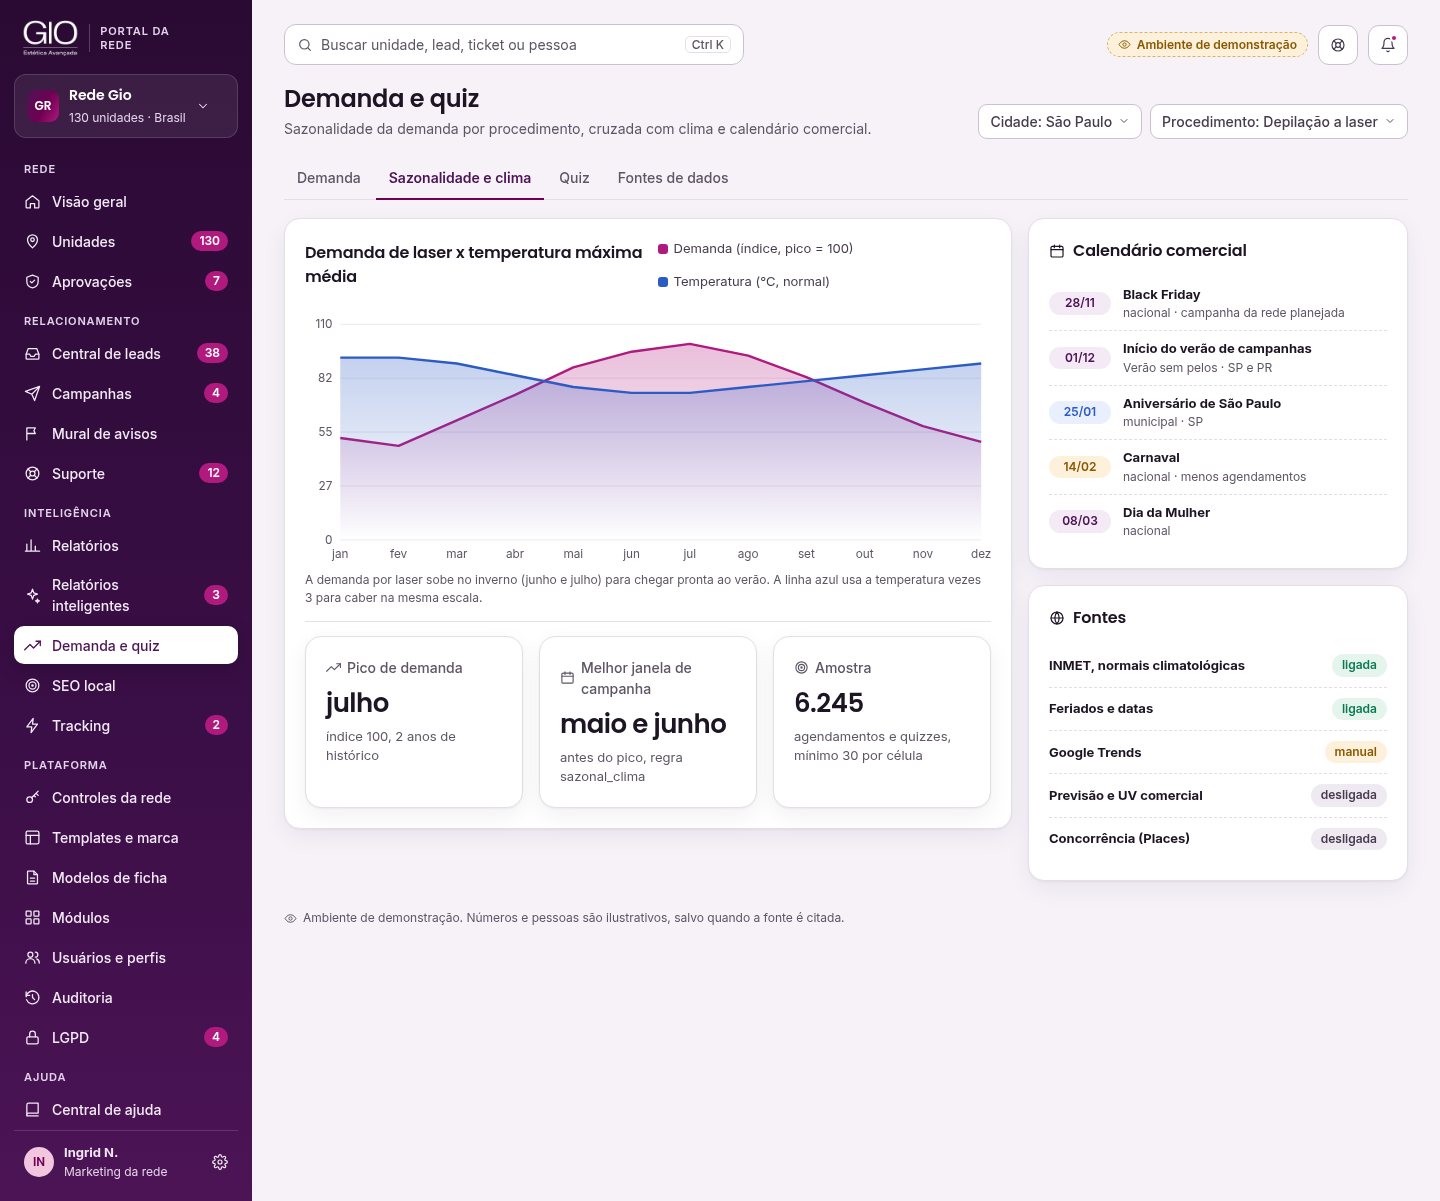 GIO
Estética Avançada
PORTAL DA
REDE
GR
Rede Gio
130 unidades · Brasil
REDE
Visão geral
Unidades 130
Aprovações 7
RELACIONAMENTO
Central de leads 38
Campanhas 4
Mural de avisos
Suporte 12
INTELIGÊNCIA
Relatórios
Relatórios
inteligentes 3
Demanda e quiz
SEO local
Tracking 2
PLATAFORMA
Controles da rede
Templates e marca
Modelos de ficha
Módulos
Usuários e perfis
Auditoria
LGPD 4
AJUDA
Central de ajuda
IN
Ingrid N.
Marketing da rede
Buscar unidade, lead, ticket ou pessoa Ctrl K
Ambiente de demonstração
Demanda e quiz
Sazonalidade da demanda por procedimento, cruzada com clima e calendário comercial.
Cidade: São Paulo
Procedimento: Depilação a laser
Demanda Sazonalidade e clima Quiz Fontes de dados
Demanda de laser x temperatura máxima
média
Demanda (índice, pico = 100)
Temperatura (°C, normal)
110
82
55
27
0
jan fev mar abr mai jun jul ago set out nov dez
A demanda por laser sobe no inverno (junho e julho) para chegar pronta ao verão. A linha azul usa a temperatura vezes
3 para caber na mesma escala.
Pico de demanda
julho
índice 100, 2 anos de
histórico
Melhor janela de
campanha
maio e junho
antes do pico, regra
sazonal_clima
Amostra
6.245
agendamentos e quizzes,
mínimo 30 por célula
Calendário comercial
28/11
Black Friday
nacional · campanha da rede planejada
01/12
Início do verão de campanhas
Verão sem pelos · SP e PR
25/01
Aniversário de São Paulo
municipal · SP
14/02
Carnaval
nacional · menos agendamentos
08/03
Dia da Mulher
nacional
Fontes
INMET, normais climatológicas ligada
Feriados e datas ligada
Google Trends manual
Previsão e UV comercial desligada
Concorrência (Places) desligada
Ambiente de demonstração. Números e pessoas são ilustrativos, salvo quando a fonte é citada.